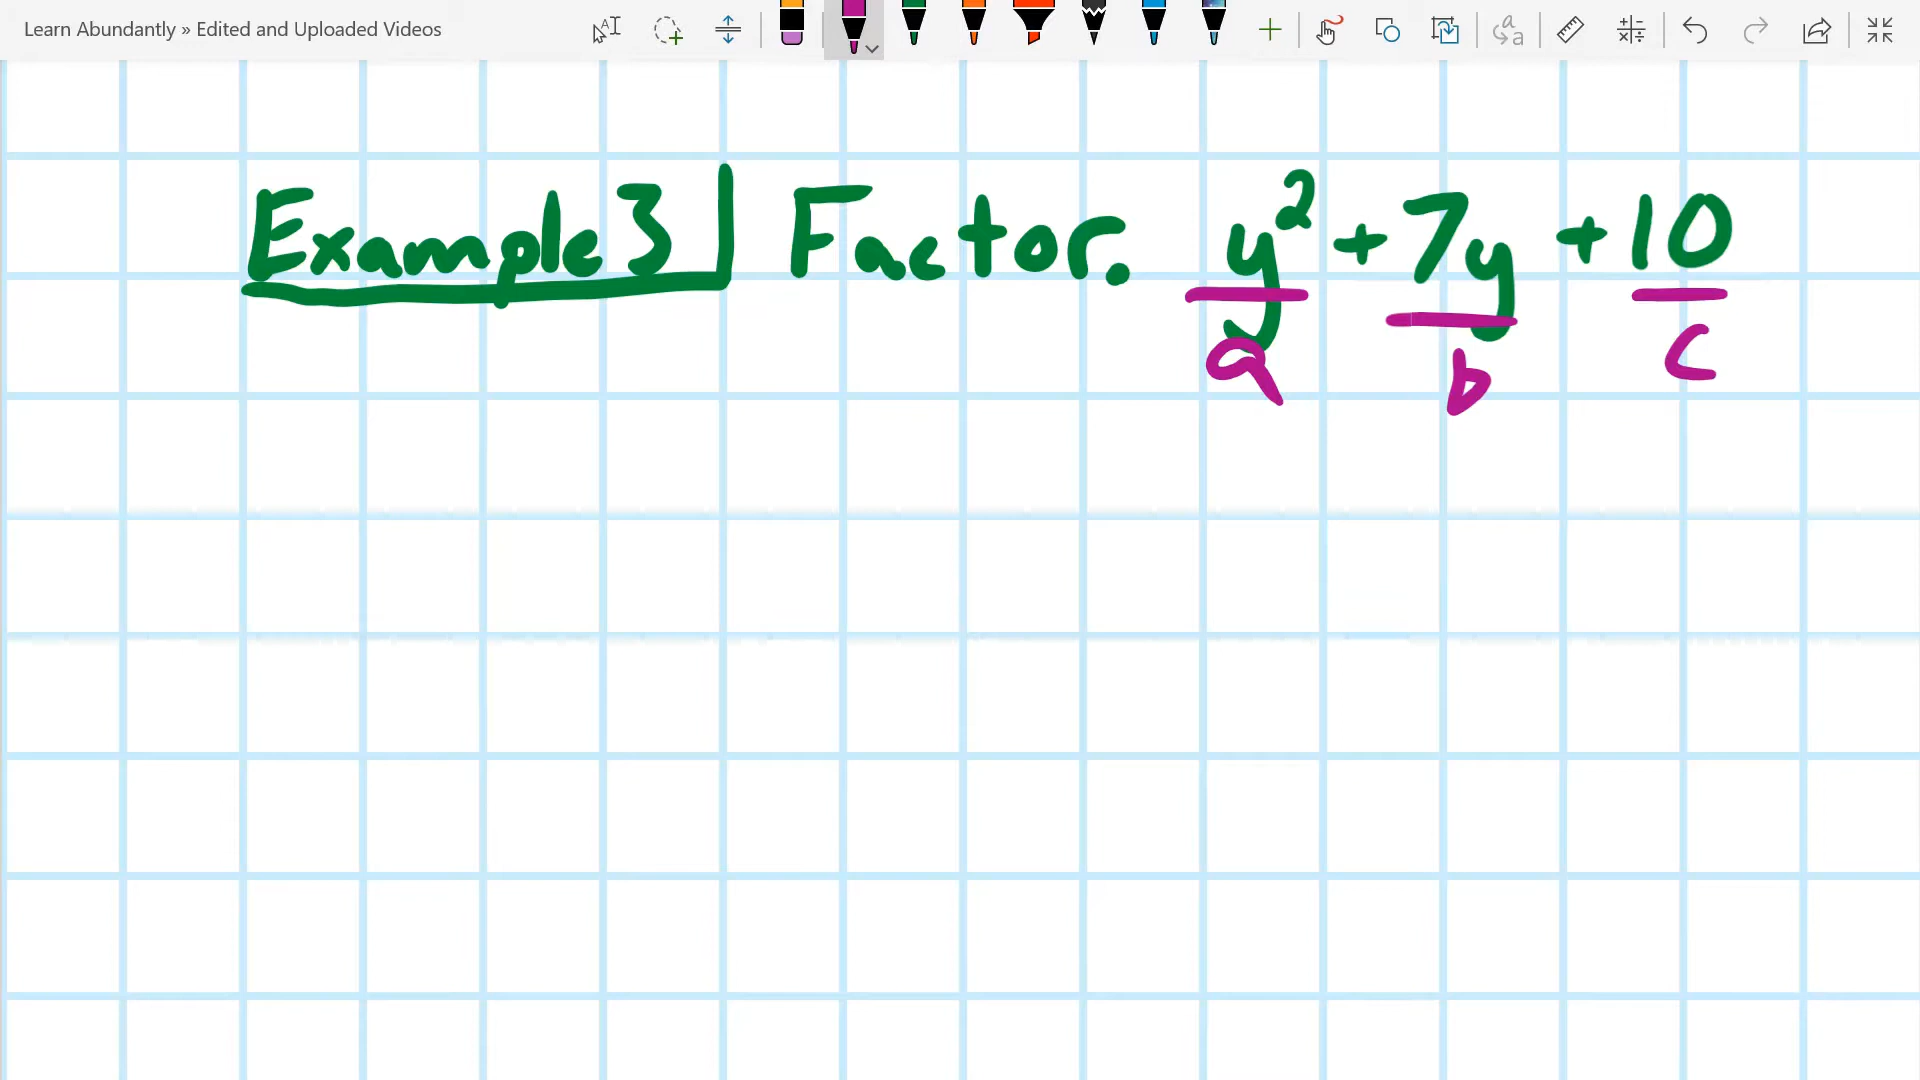 Learn Abundantly » Edited and Uploaded Videos
Example 3 | Factor. y² + 7y + 10
a b c